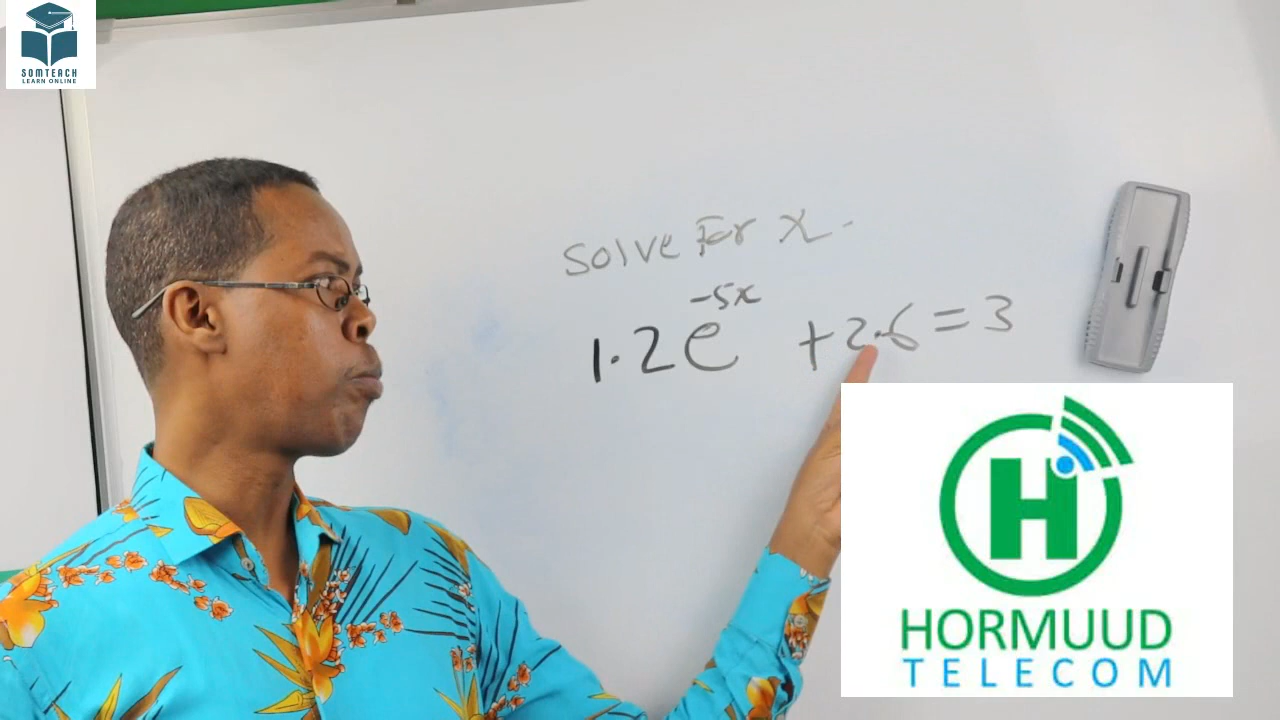 SOMTEACH
LEARN ONLINE
solve for x.
1.2e^-5x +2.6=3
H
HORMUUD
TELECOM